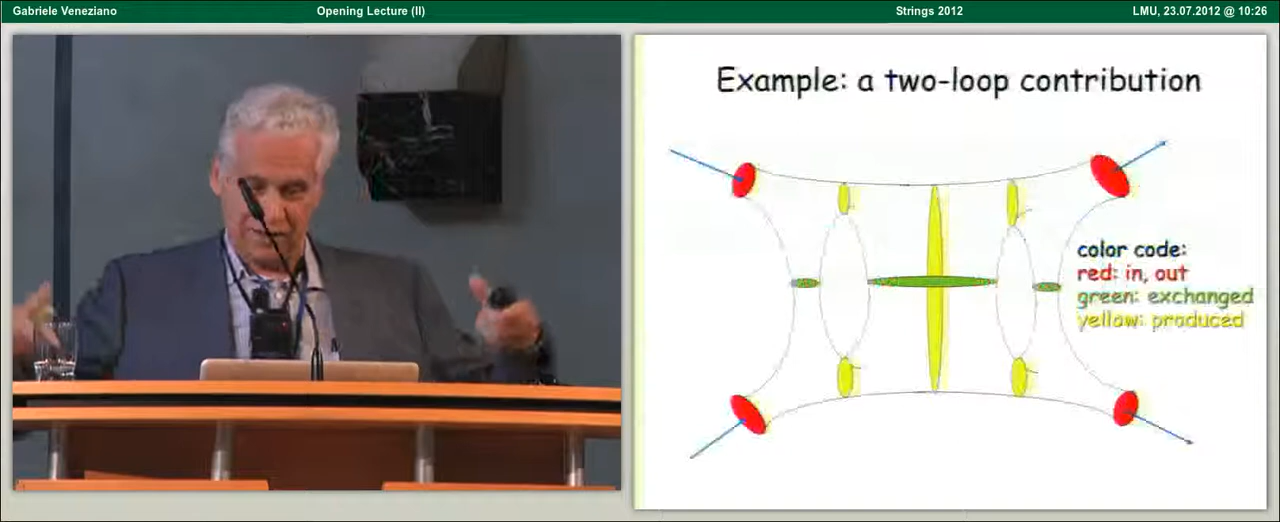 Gabriele Veneziano
Opening Lecture (II)
Strings 2012
LMU, 23.07.2012 @ 10:26
Example: a two-loop contribution
color code:
red: in, out
green: exchanged
yellow: produced